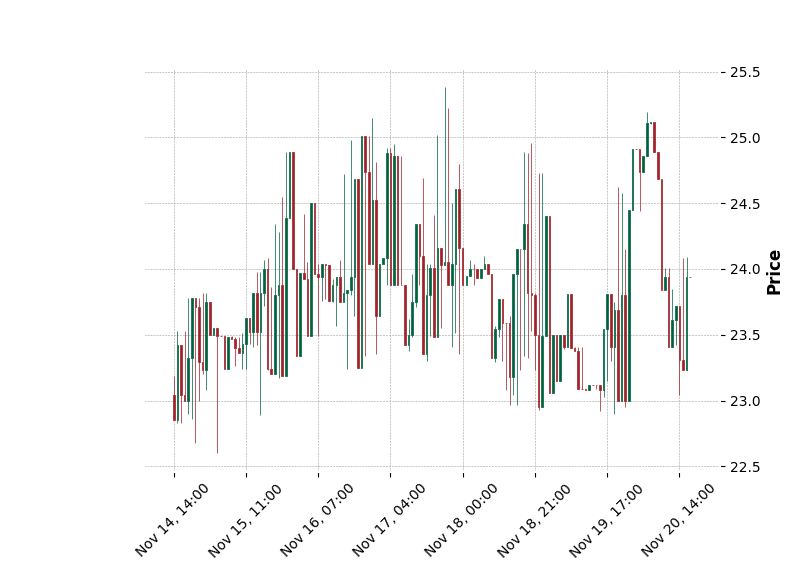 25.5
25.0
24.5
24.0
23.5
23.0
22.5
Price
Nov 14, 14:00
Nov 15, 11:00
Nov 16, 07:00
Nov 17, 04:00
Nov 18, 00:00
Nov 18, 21:00
Nov 19, 17:00
Nov 20, 14:00